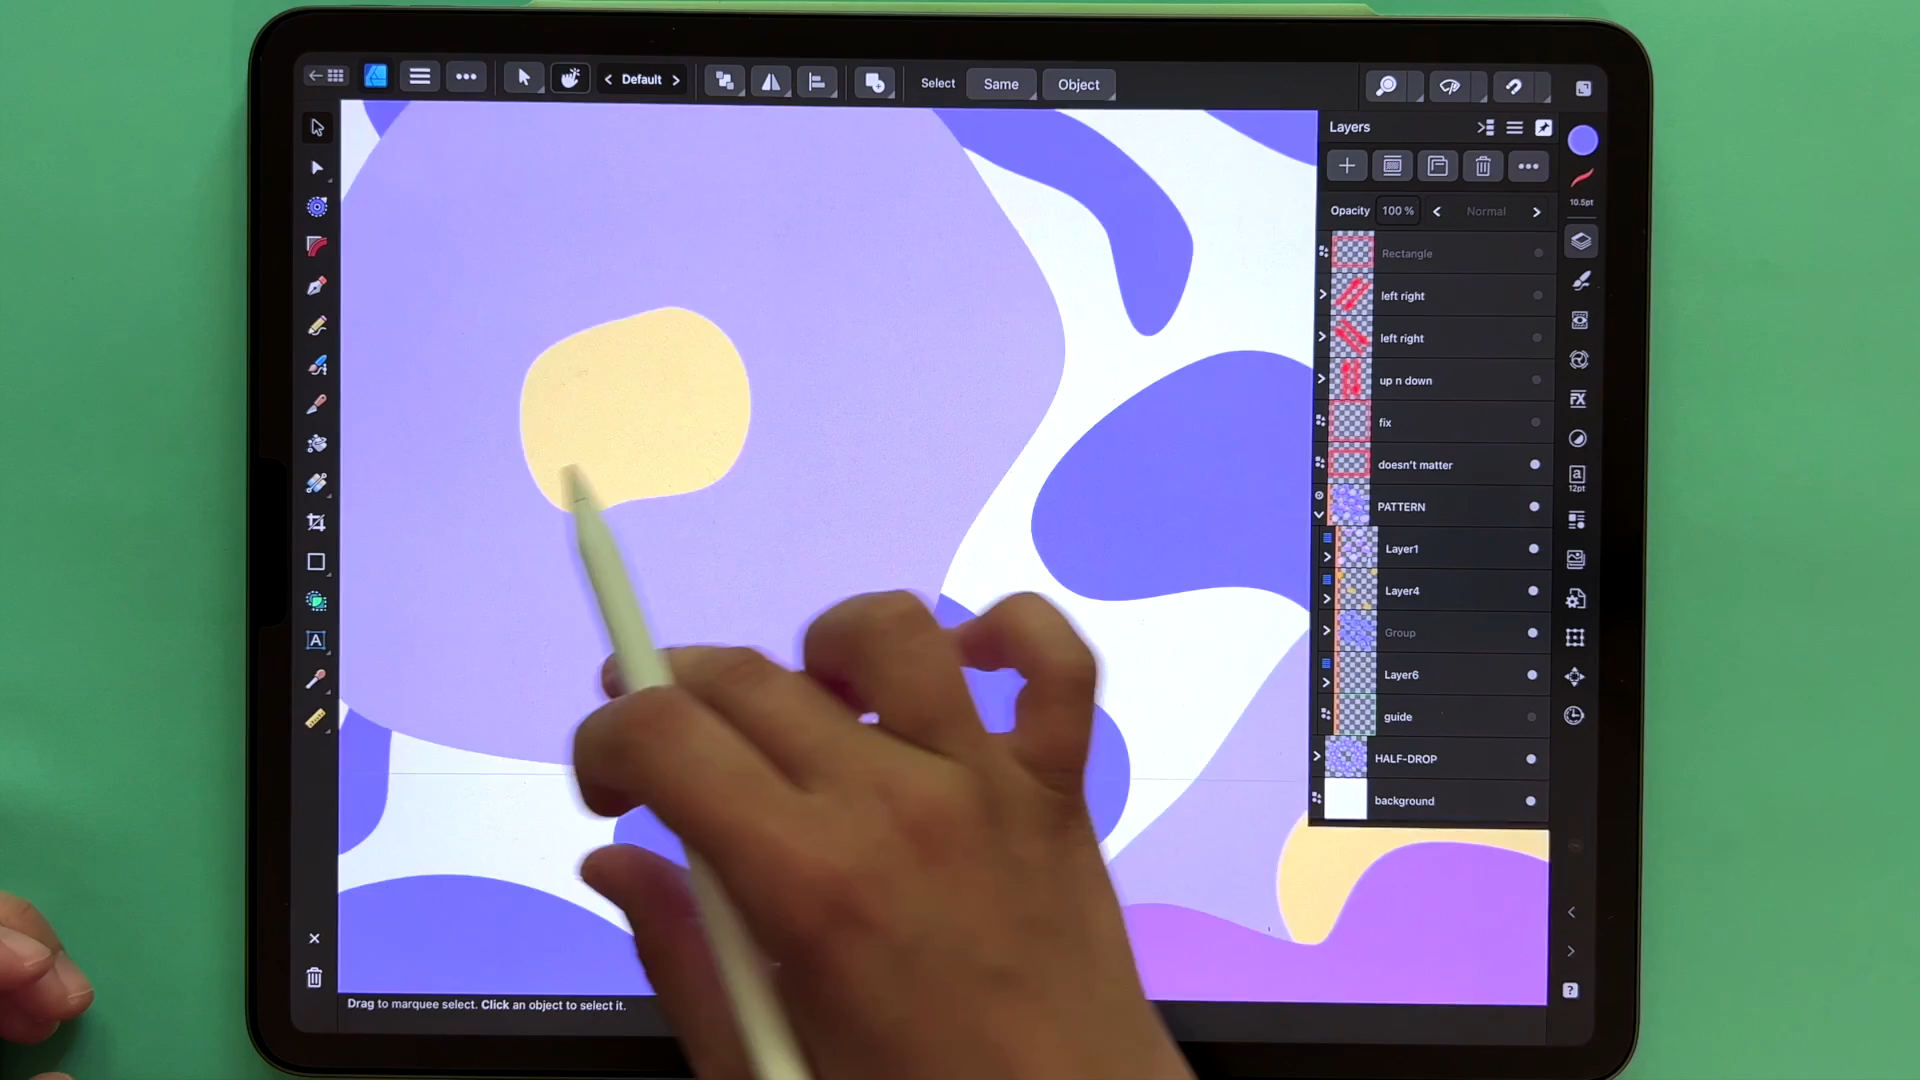 Default
Select
Same
Object
Layers
10.5pt
Opacity
100 %
Normal
Rectangle
left right
left right
up n down
fix
doesn't matter
FX
a
12pt
PATTERN
Layer1
Layer4
Group
Layer6
guide
HALF-DROP
background
A
?
Drag to marquee select. Click an object to select it.